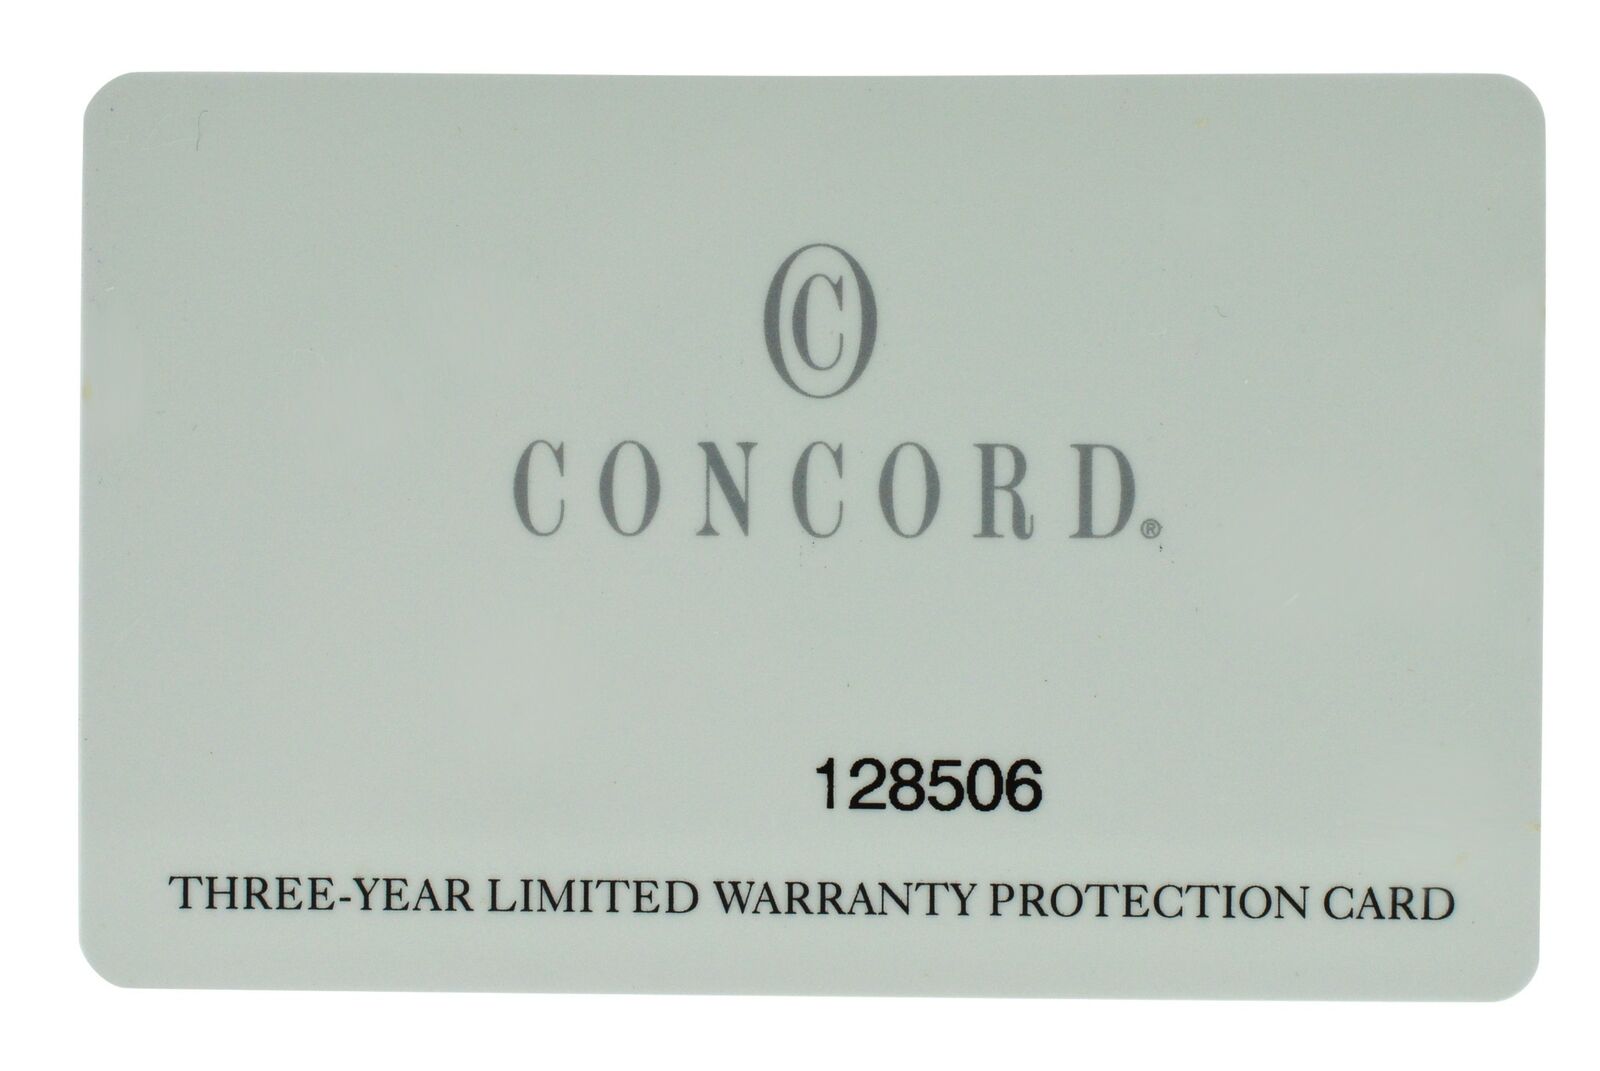 C
CONCORD®
128506
THREE-YEAR LIMITED WARRANTY PROTECTION CARD